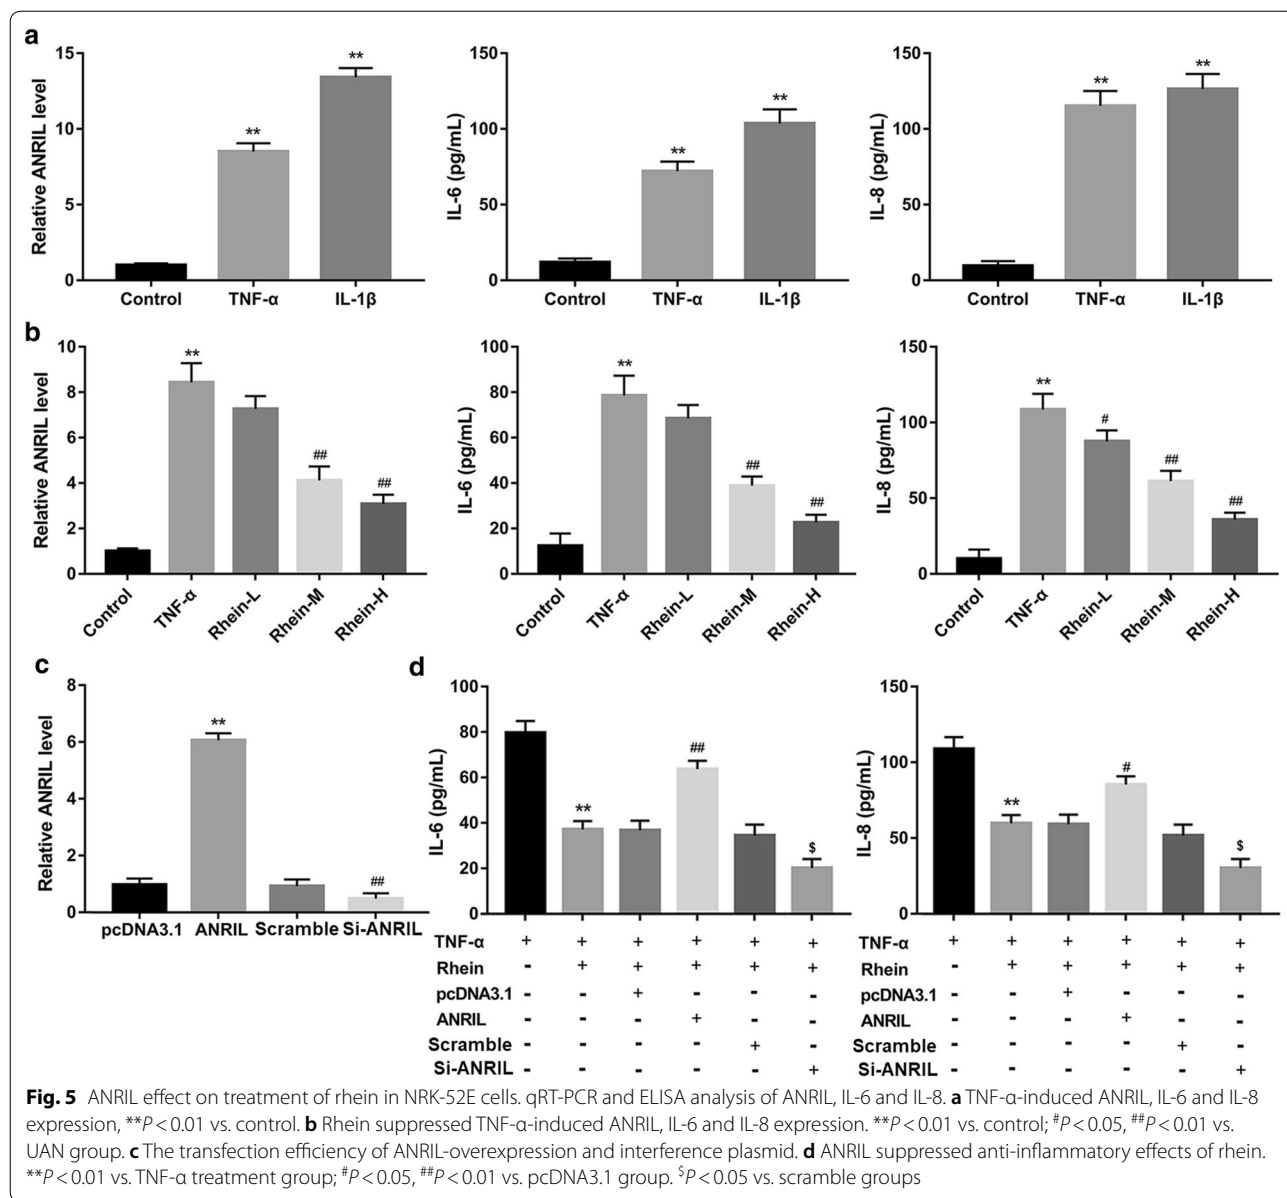 a
Relative ANRIL level
15
10
5
0
**
**
Control TNF-α IL-1β
IL-6 (pg/mL)
150
100
50
0
**
**
Control TNF-α IL-1β
IL-8 (pg/mL)
150
100
50
0
**
**
Control TNF-α IL-1β
b
Relative ANRIL level
10
8
6
4
2
0
**
##
##
Control TNF-α Rhein-L Rhein-M Rhein-H
IL-6 (pg/mL)
80
60
40
20
0
100
**
##
##
Control TNF-α Rhein-L Rhein-M Rhein-H
IL-8 (pg/mL)
150
100
50
0
**
#
##
##
Control TNF-α Rhein-L Rhein-M Rhein-H
c
Relative ANRIL level
8
6
4
2
0
**
##
pcDNA3.1 ANRIL Scramble Si-ANRIL
d
IL-6 (pg/mL)
100
80
60
40
20
0
**
##
$
TNF-α + + + + + +
Rhein - + + + + +
pcDNA3.1 - - + - - -
ANRIL - - - + - -
Scramble - - - - + -
Si-ANRIL - - - - - +
IL-8 (pg/mL)
150
100
50
0
**
#
$
TNF-α + + + + + +
Rhein - + + + + +
pcDNA3.1 - - + - - -
ANRIL - - - + - -
Scramble - - - - + -
Si-ANRIL - - - - - +
Fig. 5 ANRIL effect on treatment of rhein in NRK-52E cells. qRT-PCR and ELISA analysis of ANRIL, IL-6 and IL-8. a TNF-α-induced ANRIL, IL-6 and IL-8
expression, **P < 0.01 vs. control. b Rhein suppressed TNF-α-induced ANRIL, IL-6 and IL-8 expression. **P < 0.01 vs. control; #P < 0.05, ##P < 0.01 vs.
UAN group. c The transfection efficiency of ANRIL-overexpression and interference plasmid. d ANRIL suppressed anti-inflammatory effects of rhein.
**P < 0.01 vs. TNF-α treatment group; #P < 0.05, ##P < 0.01 vs. pcDNA3.1 group. $P < 0.05 vs. scramble groups